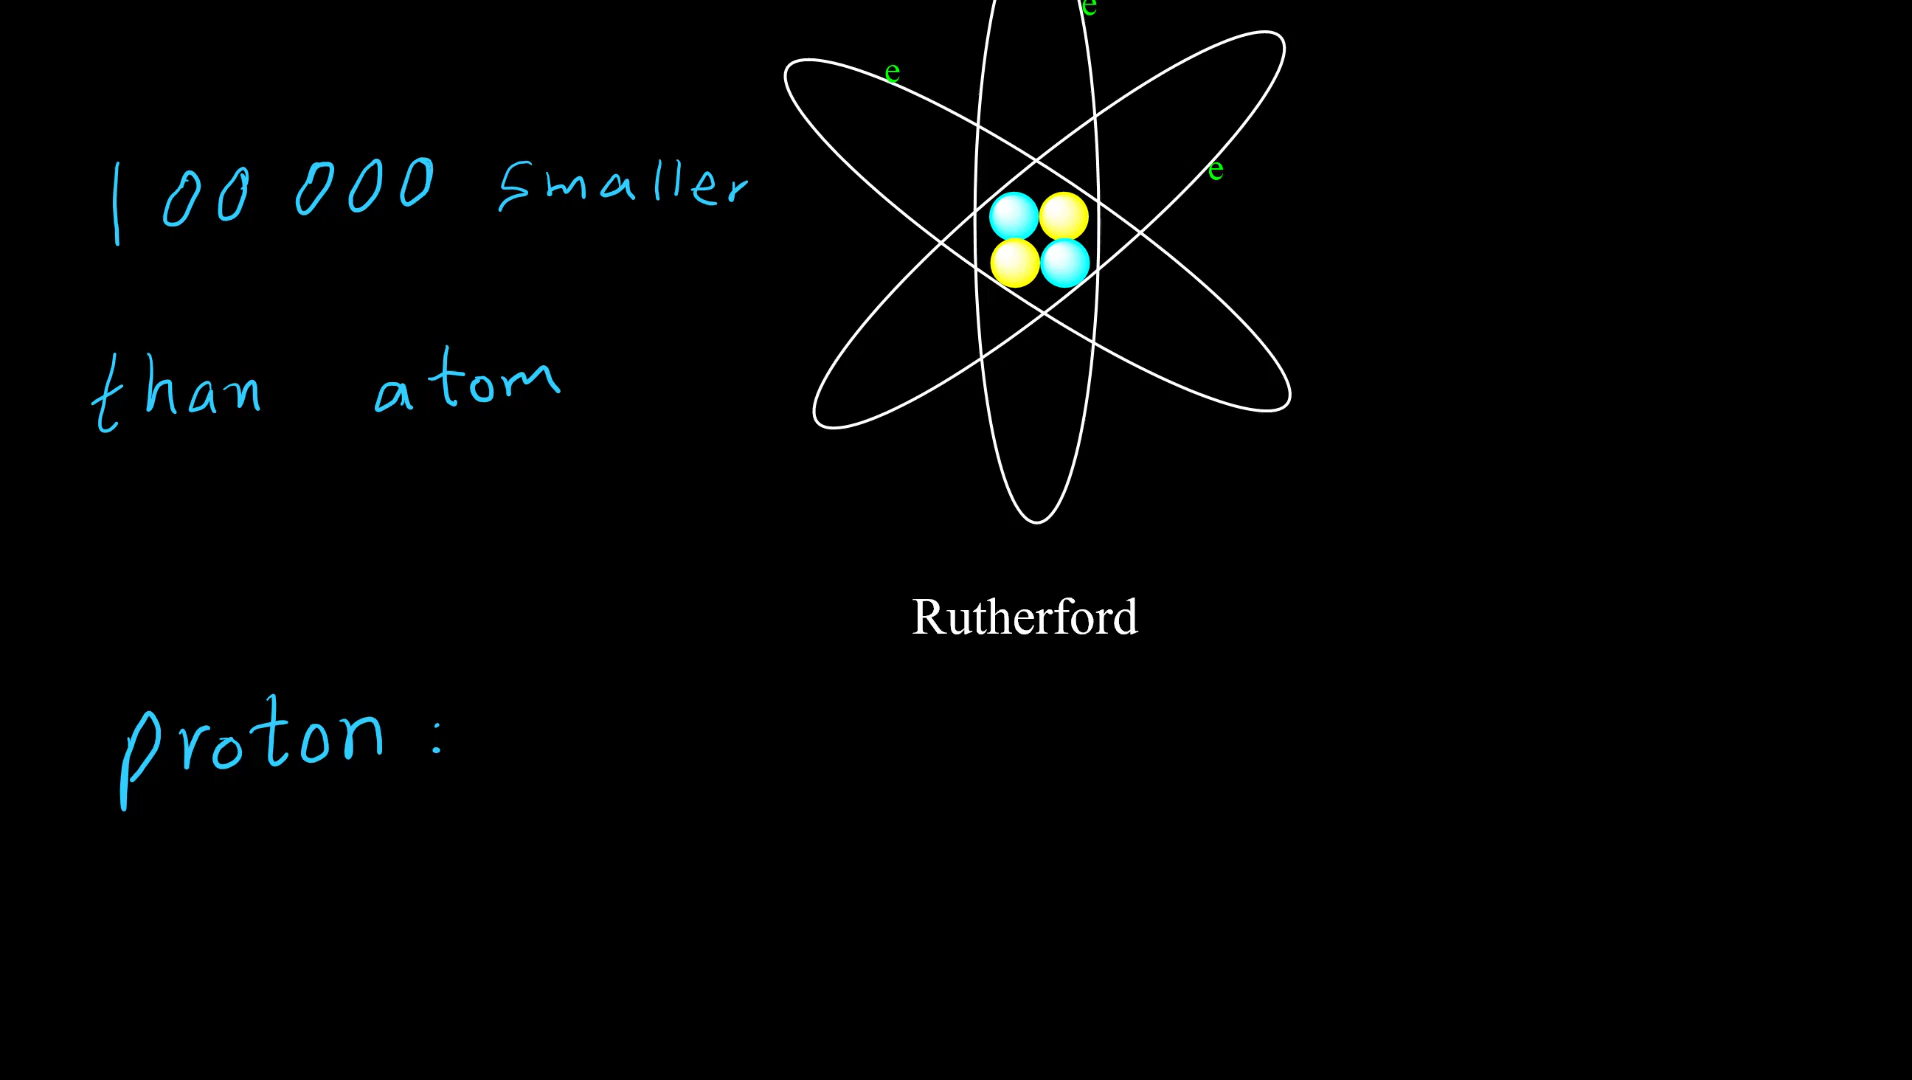 e
e
e
100 000 smaller
than atom
Rutherford
proton :